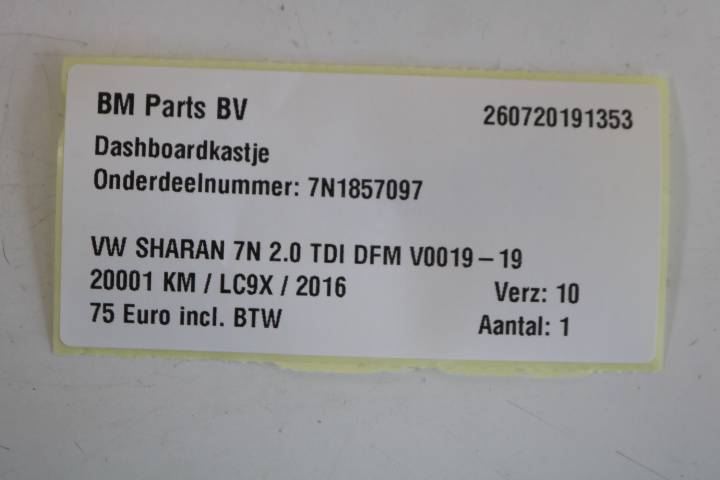 BM Parts BV 260720191353
Dashboardkastje
Onderdeelnummer: 7N1857097
VW SHARAN 7N 2.0 TDI DFM V0019-19
20001 KM / LC9X / 2016 Verz: 10
75 Euro incl. BTW Aantal: 1